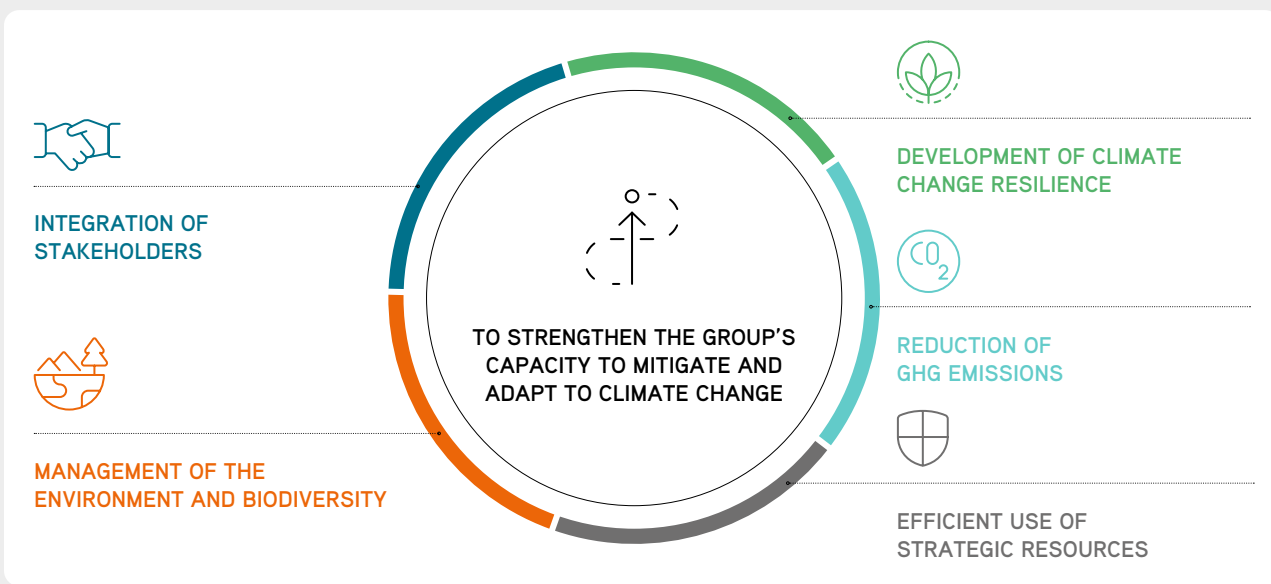 INTEGRATION OF
STAKEHOLDERS
MANAGEMENT OF THE
ENVIRONMENT AND BIODIVERSITY
TO STRENGTHEN THE GROUP'S
CAPACITY TO MITIGATE AND
ADAPT TO CLIMATE CHANGE
DEVELOPMENT OF CLIMATE
CHANGE RESILIENCE
CO2
REDUCTION OF
GHG EMISSIONS
EFFICIENT USE OF
STRATEGIC RESOURCES